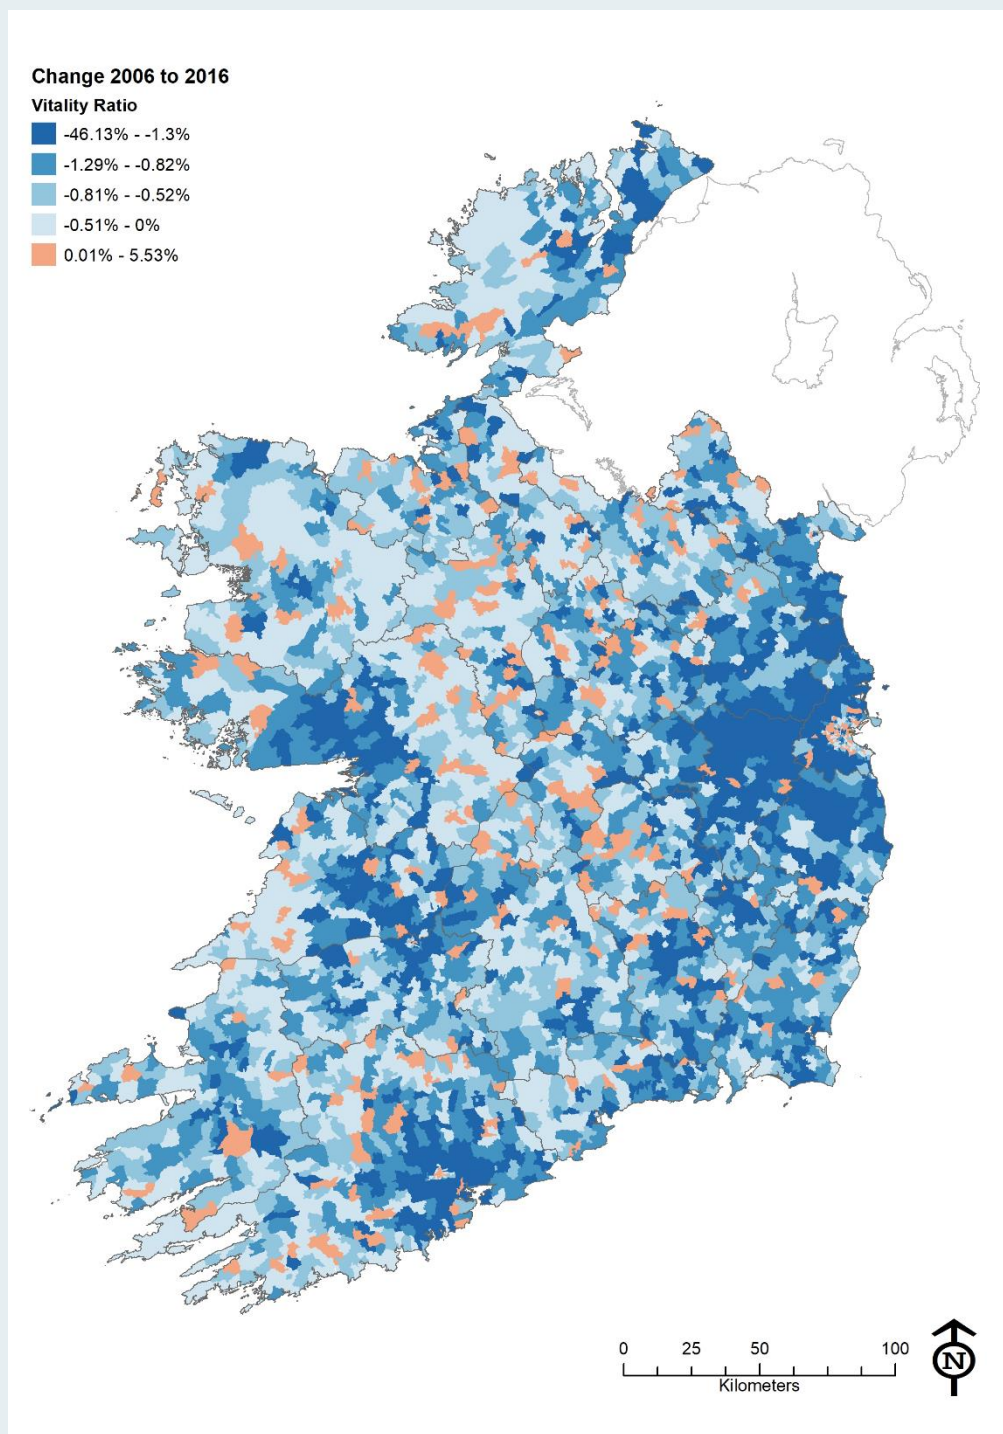 Change 2006 to 2016
Vitality Ratio
-46.13% - -1.3%
-1.29% - -0.82%
-0.81% - -0.52%
-0.51% - 0%
0.01% - 5.53%
0 25 50 100
Kilometers
N